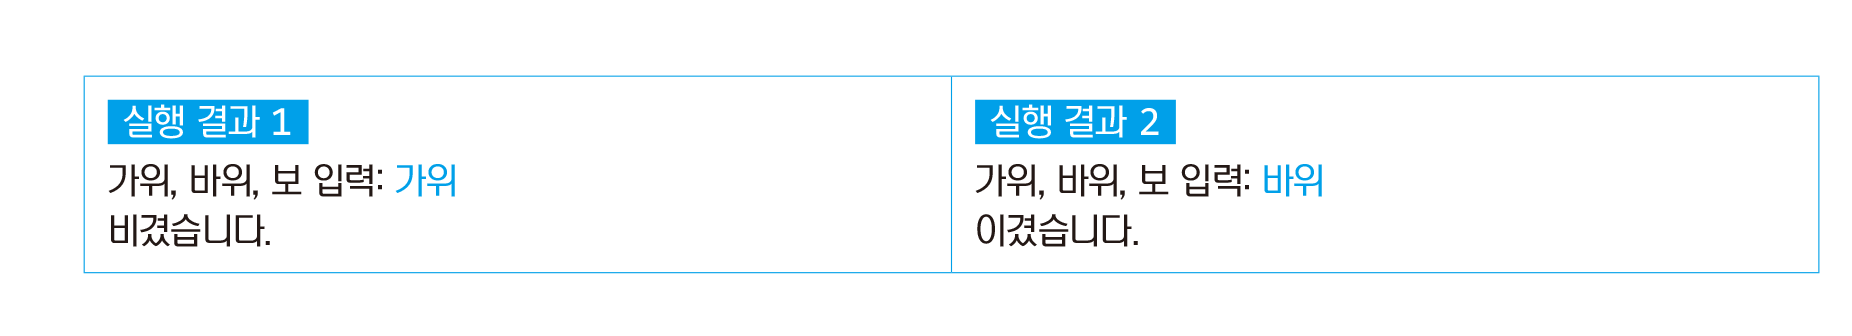 실행 결과 1
가위, 바위, 보 입력: 가위
비겼습니다.
실행 결과 2
가위, 바위, 보 입력: 바위
이겼습니다.